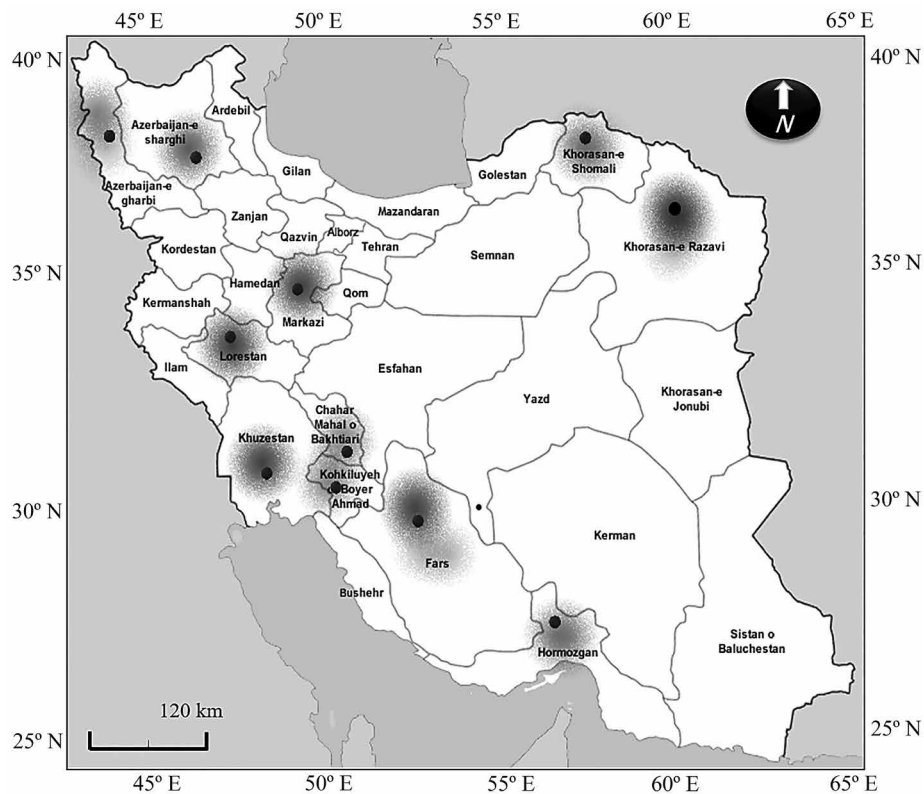 45º E 50º E 55º E 60º E 65º E
40º N 40º N
N
Ardebil
Azerbaijan-e
sharghi
Khorasan-e
Shomali
Gilan
Golestan
Azerbaijan-e
gharbi
Mazandaran
Zanjan
Alborz
Qazvin
Tehran
Khorasan-e Razavi
Kordestan
Semnan
35º N 35º N
Hamedan
Qom
Kermanshah
Markazi
Lorestan
Ilam
Esfahan
Khorasan-e
Jonubi
Yazd
Chahar
Mahal o
Bakhtiari
Khuzestan
Kohkiluyeh
Boyer
Ahmad
30º N 30º N
Kerman
Fars
Bushehr
Sistan o
Baluchestan
Hormozgan
120 km
25º N 25º N
45º E 50º E 55º E 60º E 65º E